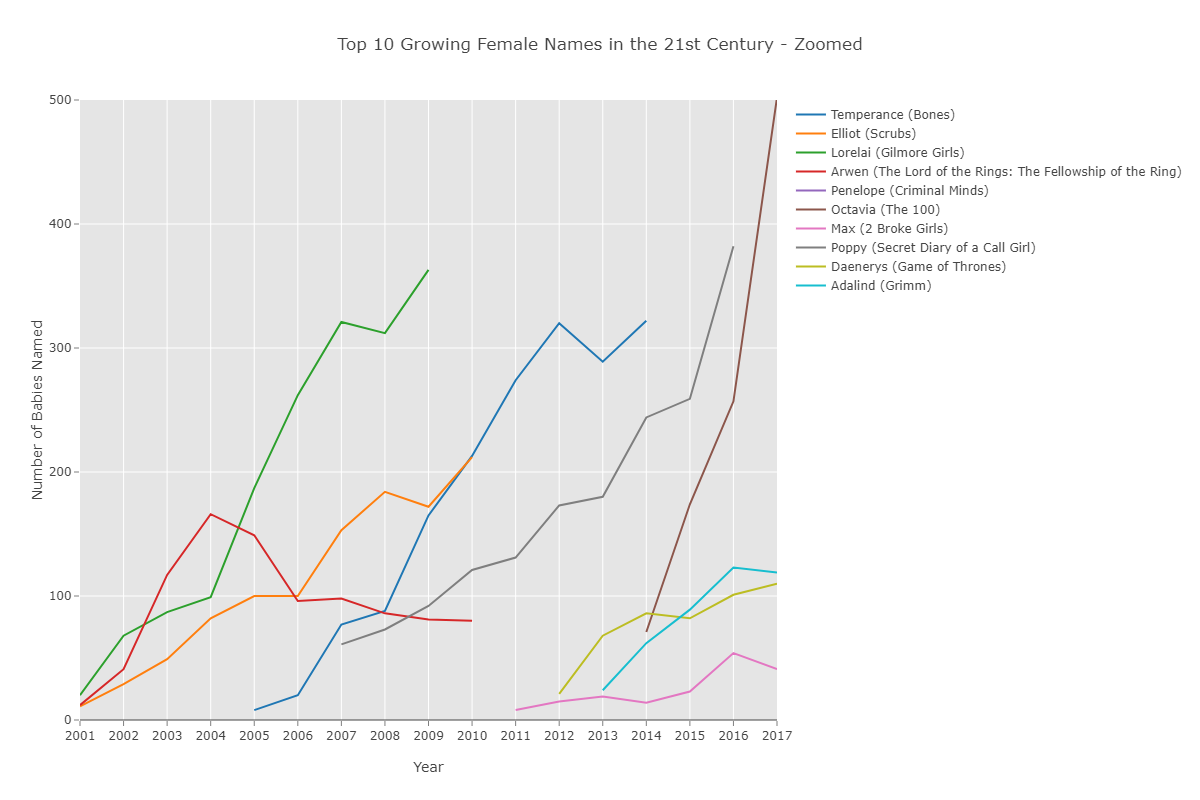 Top 10 Growing Female Names in the 21st Century - Zoomed
Number of Babies Named
500
400
300
200
100
0
2001 2002 2003 2004 2005 2006 2007 2008 2009 2010 2011 2012 2013 2014 2015 2016 2017
Year
Temperance (Bones)
Elliot (Scrubs)
Lorelai (Gilmore Girls)
Arwen (The Lord of the Rings: The Fellowship of the Ring)
Penelope (Criminal Minds)
Octavia (The 100)
Max (2 Broke Girls)
Poppy (Secret Diary of a Call Girl)
Daenerys (Game of Thrones)
Adalind (Grimm)